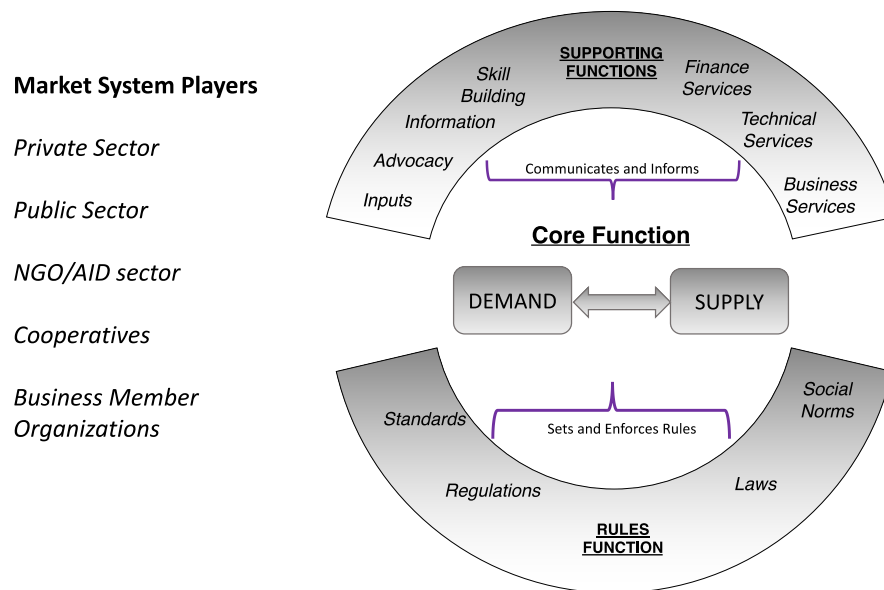 Market System Players
Private Sector
Public Sector
NGO/AID sector
Cooperatives
Business Member
Organizations
SUPPORTING
FUNCTIONS
Skill
Building
Information
Advocacy
Inputs
Finance
Services
Technical
Services
Business
Services
Communicates and Informs
Core Function
DEMAND
SUPPLY
Sets and Enforces Rules
Standards
Regulations
Social
Norms
Laws
RULES
FUNCTION